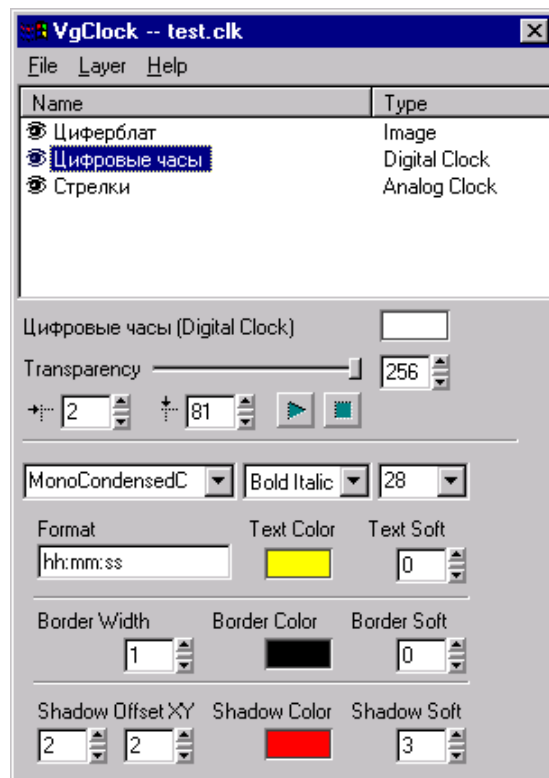 VgClock -- test.clk
File Layer Help
Name Type
Циферблат Image
Цифровые часы Digital Clock
Стрелки Analog Clock
Цифровые часы (Digital Clock)
Transparency 256
2 81
MonoCondensedC Bold Italic 28
Format Text Color Text Soft
hh:mm:ss 0
Border Width Border Color Border Soft
1 0
Shadow Offset XY Shadow Color Shadow Soft
2 2 3